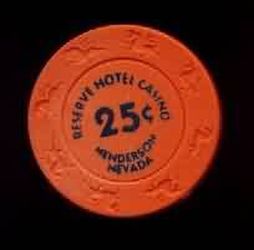 RESERVE HOTEL CASINO
25¢
HENDERSON
NEVADA